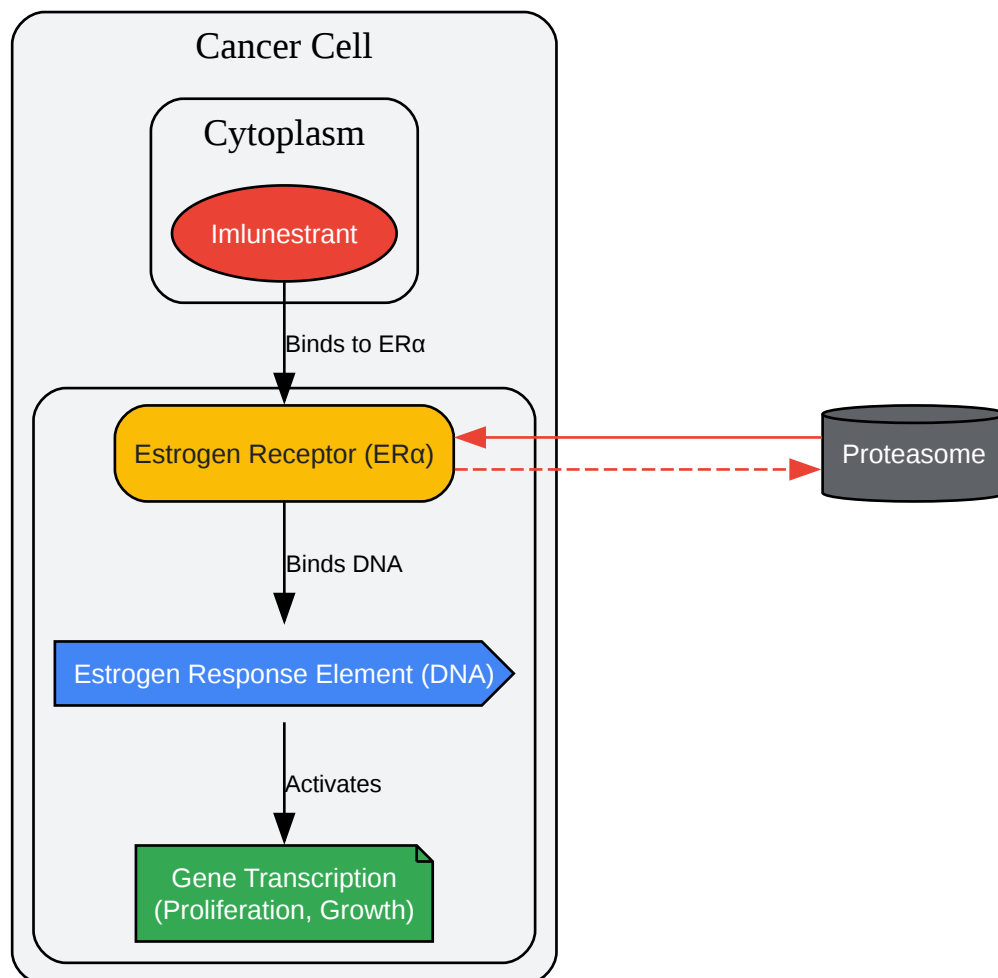 Cancer Cell
Cytoplasm
Imlunestrant
Binds to ERα
Estrogen Receptor (ERα)
Proteasome
Binds DNA
Estrogen Response Element (DNA)
Activates
Gene Transcription
(Proliferation, Growth)